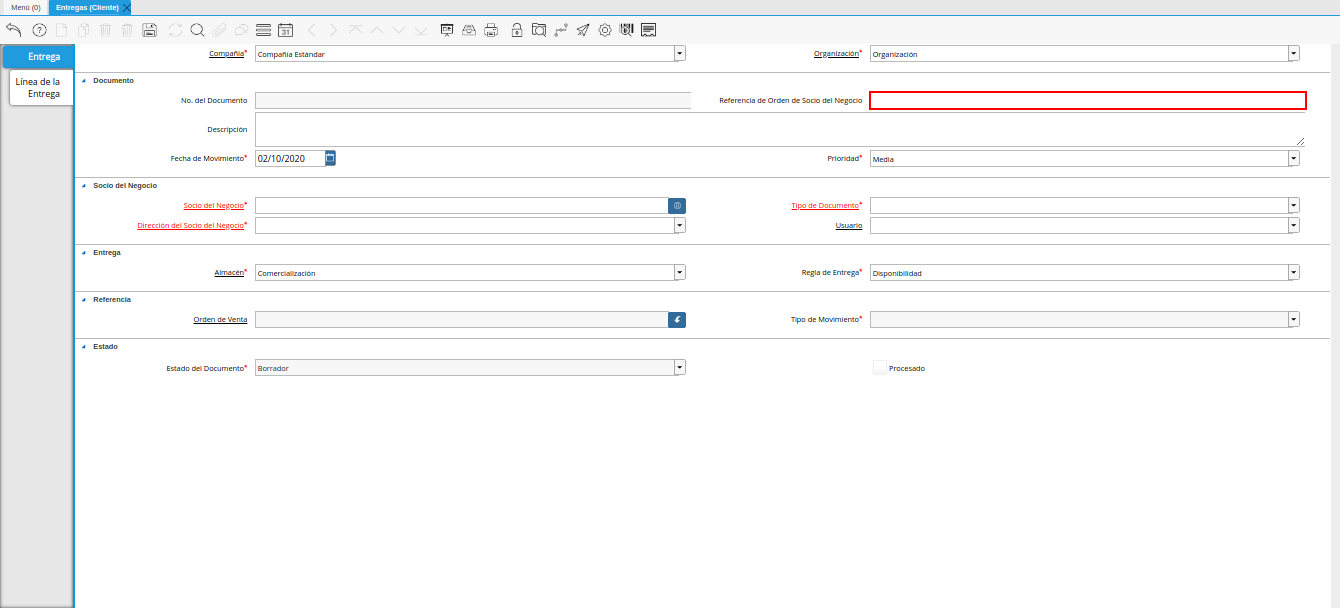 Menú (0) Entregas (Cliente)
Entrega
Línea de la
Entrega
Compañía* Compañía Estándar Organización* Organización
Documento
No. del Documento Referencia de Orden de Socio del Negocio
Descripción
Fecha de Movimiento* 02/10/2020 Prioridad* Media
Socio del Negocio
Socio del Negocio* Tipo de Documento*
Dirección del Socio del Negocio* Usuario
Entrega
Almacén* Comercialización Regla de Entrega* Disponibilidad
Referencia
Orden de Venta Tipo de Movimiento*
Estado
Estado del Documento* Borrador Procesado